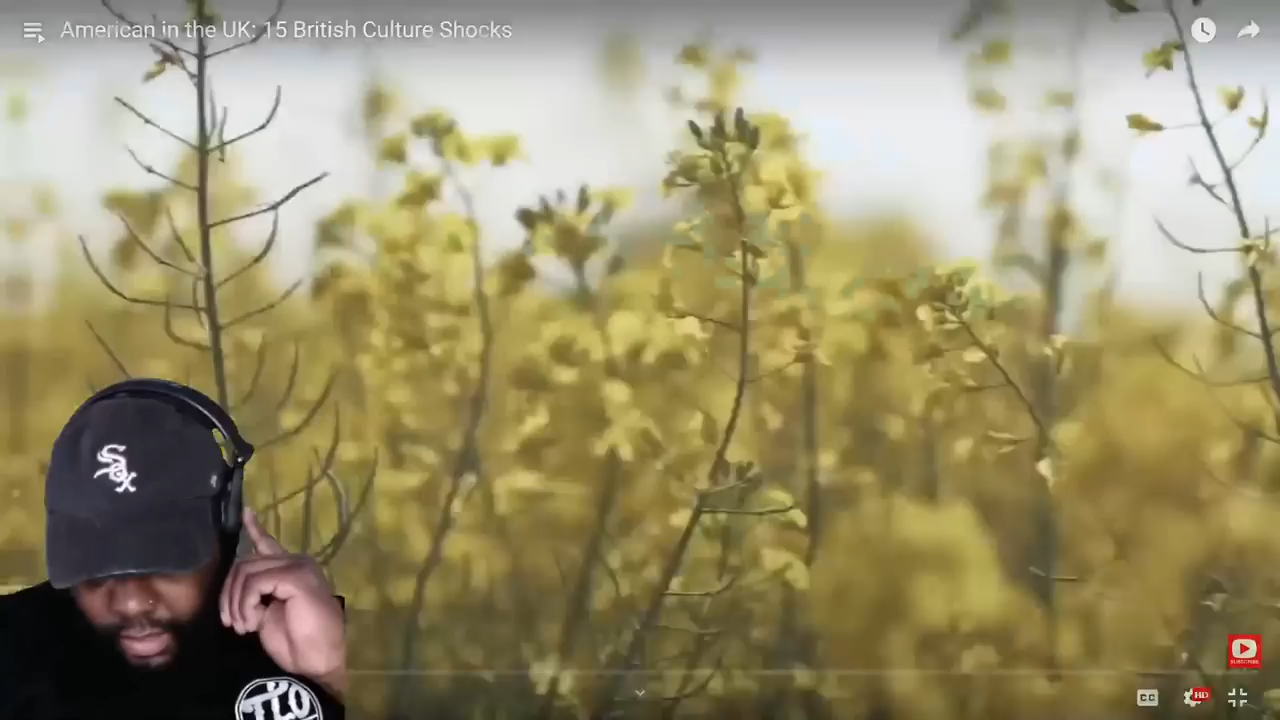 American in the UK: 15 British Culture Shocks
Sox
TLO
SUBSCRIBE
CC
HD